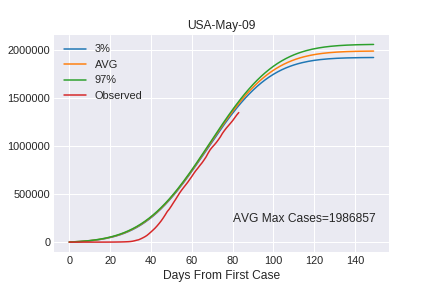 USA-May-09
2000000
1500000
1000000
500000
0
3%
AVG
97%
Observed
AVG Max Cases=1986857
0 20 40 60 80 100 120 140
Days From First Case